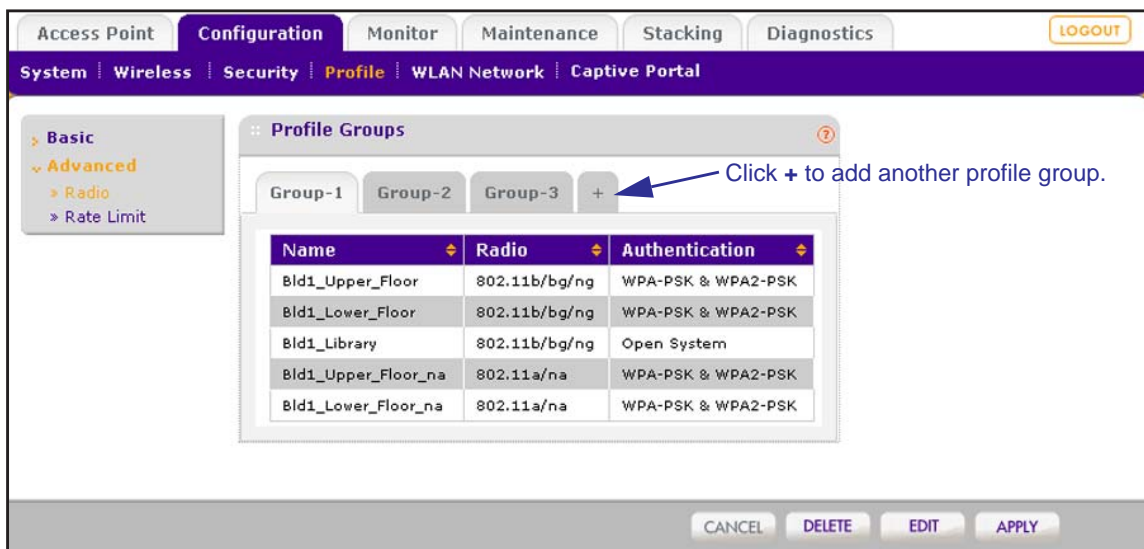 Access Point Configuration Monitor Maintenance Stacking Diagnostics LOGOUT
System Wireless Security Profile WLAN Network Captive Portal
Basic
Advanced
» Radio
» Rate Limit
:: Profile Groups ?
Click + to add another profile group.
Group-1 Group-2 Group-3 +
Name Radio Authentication
Bld1_Upper_Floor 802.11b/bg/ng WPA-PSK & WPA2-PSK
Bld1_Lower_Floor 802.11b/bg/ng WPA-PSK & WPA2-PSK
Bld1_Library 802.11b/bg/ng Open System
Bld1_Upper_Floor_na 802.11a/na WPA-PSK & WPA2-PSK
Bld1_Lower_Floor_na 802.11a/na WPA-PSK & WPA2-PSK
CANCEL DELETE EDIT APPLY